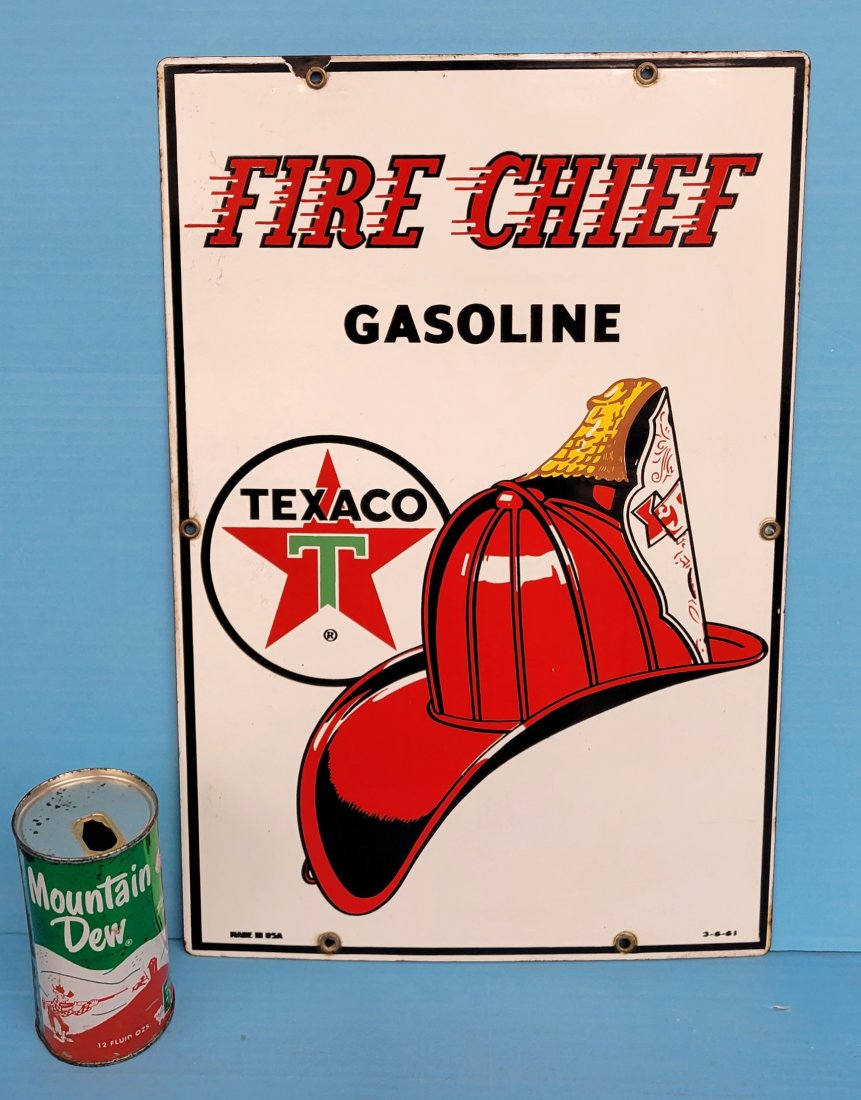 FIRE CHIEF
GASOLINE
TEXACO
T
®
MADE IN USA
3-6-61
Mountain
Dew®
12 FLUID OZS.